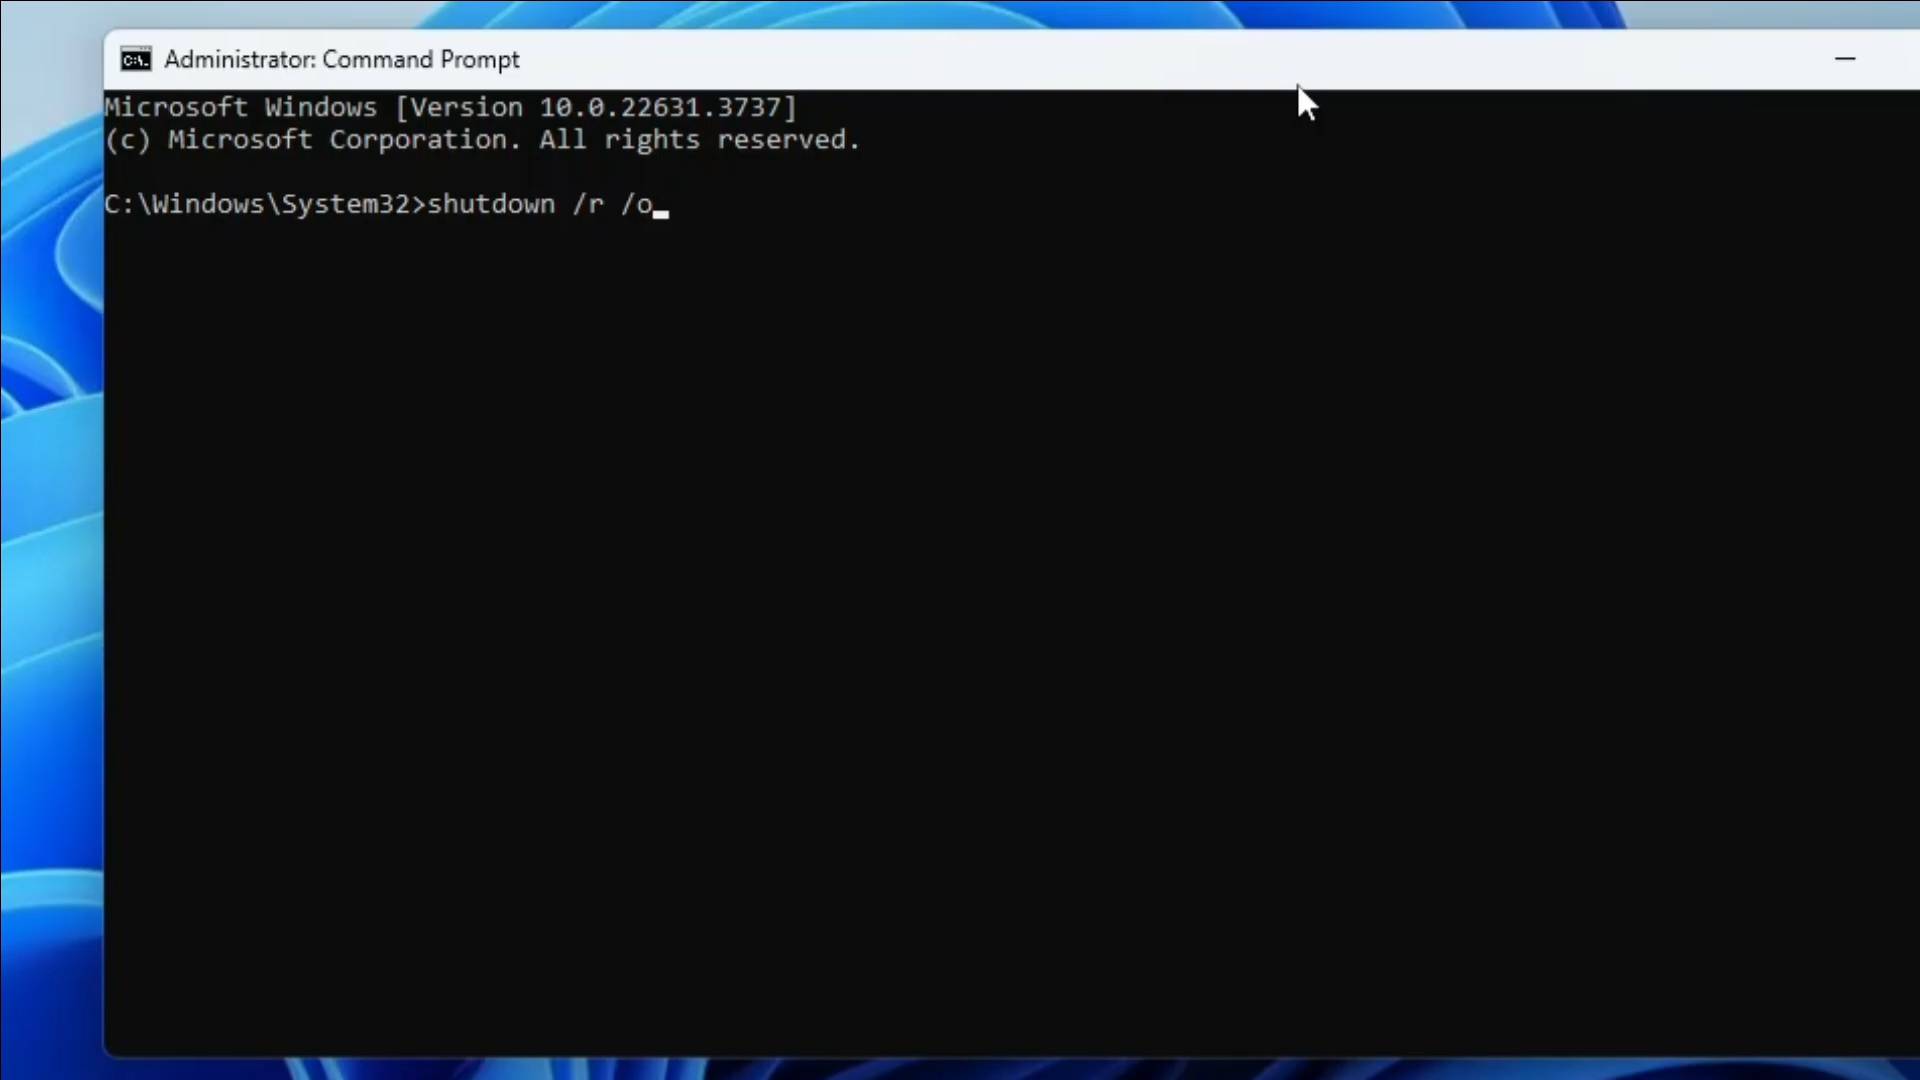 Administrator: Command Prompt
Microsoft Windows [Version 10.0.22631.3737]
(c) Microsoft Corporation. All rights reserved.
C:\Windows\System32>shutdown /r /o